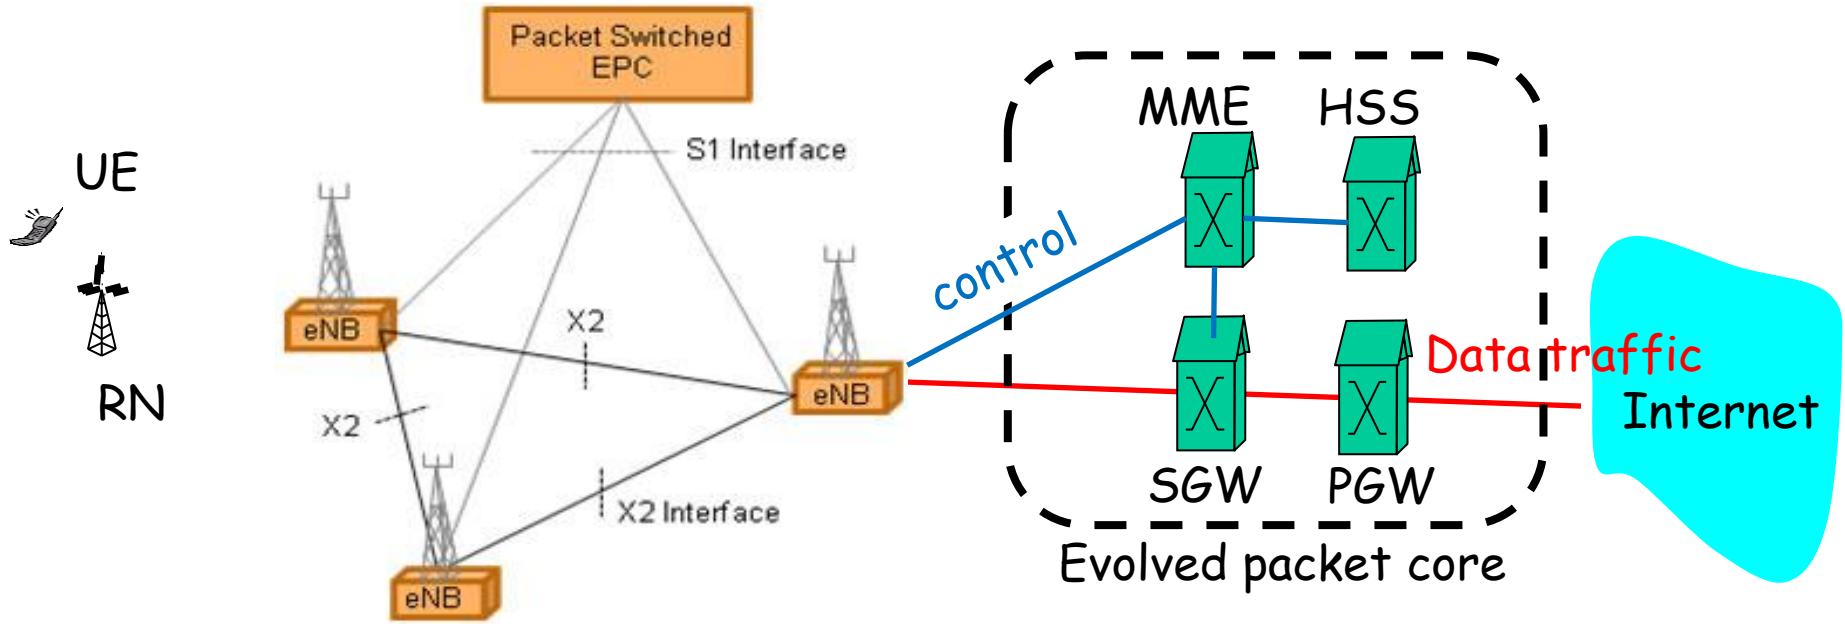 Packet Switched
EPC
S1 Interface
UE
RN
eNB
X2
X2
eNB
X2 Interface
eNB
control
MME
HSS
SGW
PGW
Data traffic
Internet
Evolved packet core